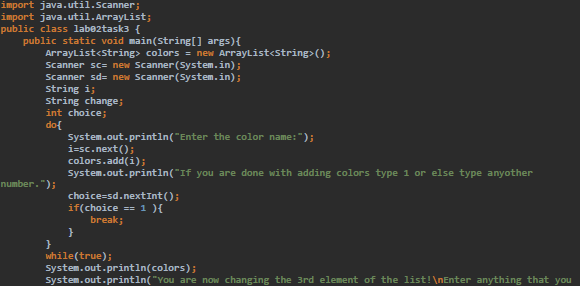 import java.util.Scanner;
import java.util.ArrayList;
public class lab02task3 {
public static void main(String[] args){
ArrayList<String> colors = new ArrayList<String>();
Scanner sc= new Scanner(System.in);
Scanner sd= new Scanner(System.in);
String i;
String change;
int choice;
do{
System.out.println("Enter the color name:");
i=sc.next();
colors.add(i);
System.out.println("If you are done with adding colors type 1 or else type anyother
number.");
choice=sd.nextInt();
if(choice == 1 ){
break;
}
}
while(true);
System.out.println(colors);
System.out.println("You are now changing the 3rd element of the list!\nEnter anything that you